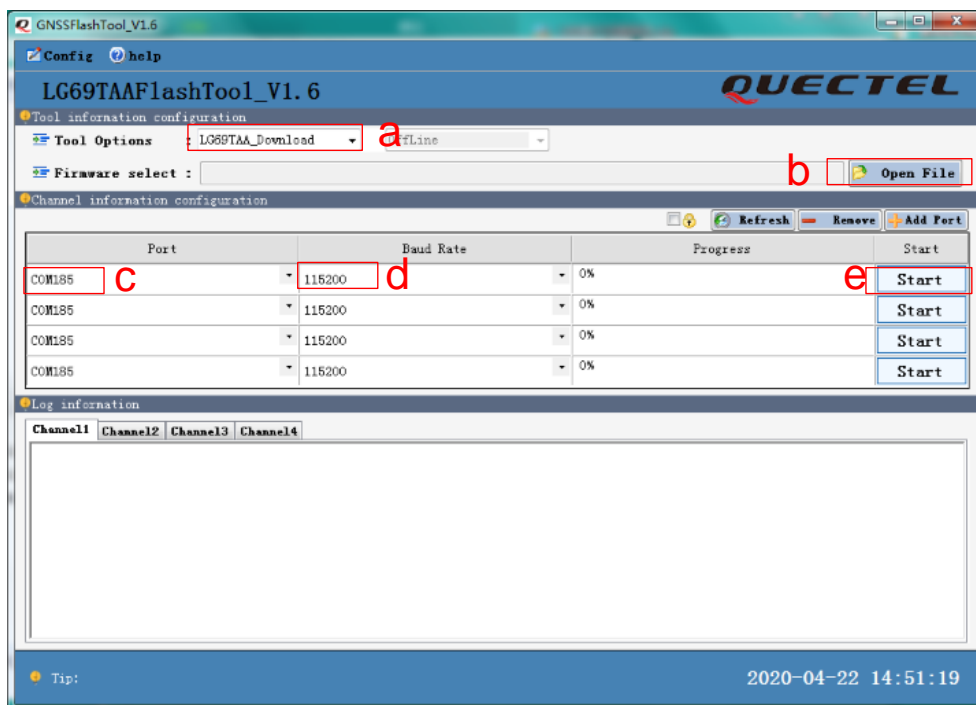 GNSSFlashTool_V1.6
Config help
LG69TAAFlashTool_V1.6
QUECTEL
Tool information configuration
Tool Options : LG69TAA_Download a OffLine
Firmware select : b Open File
Channel information configuration
Refresh Remove Add Port
Port Baud Rate Progress Start
COM185 c 115200 d 0% e Start
COM185 115200 0% Start
COM185 115200 0% Start
COM185 115200 0% Start
Log information
Channel1 Channel2 Channel3 Channel4
Tip: 2020-04-22 14:51:19